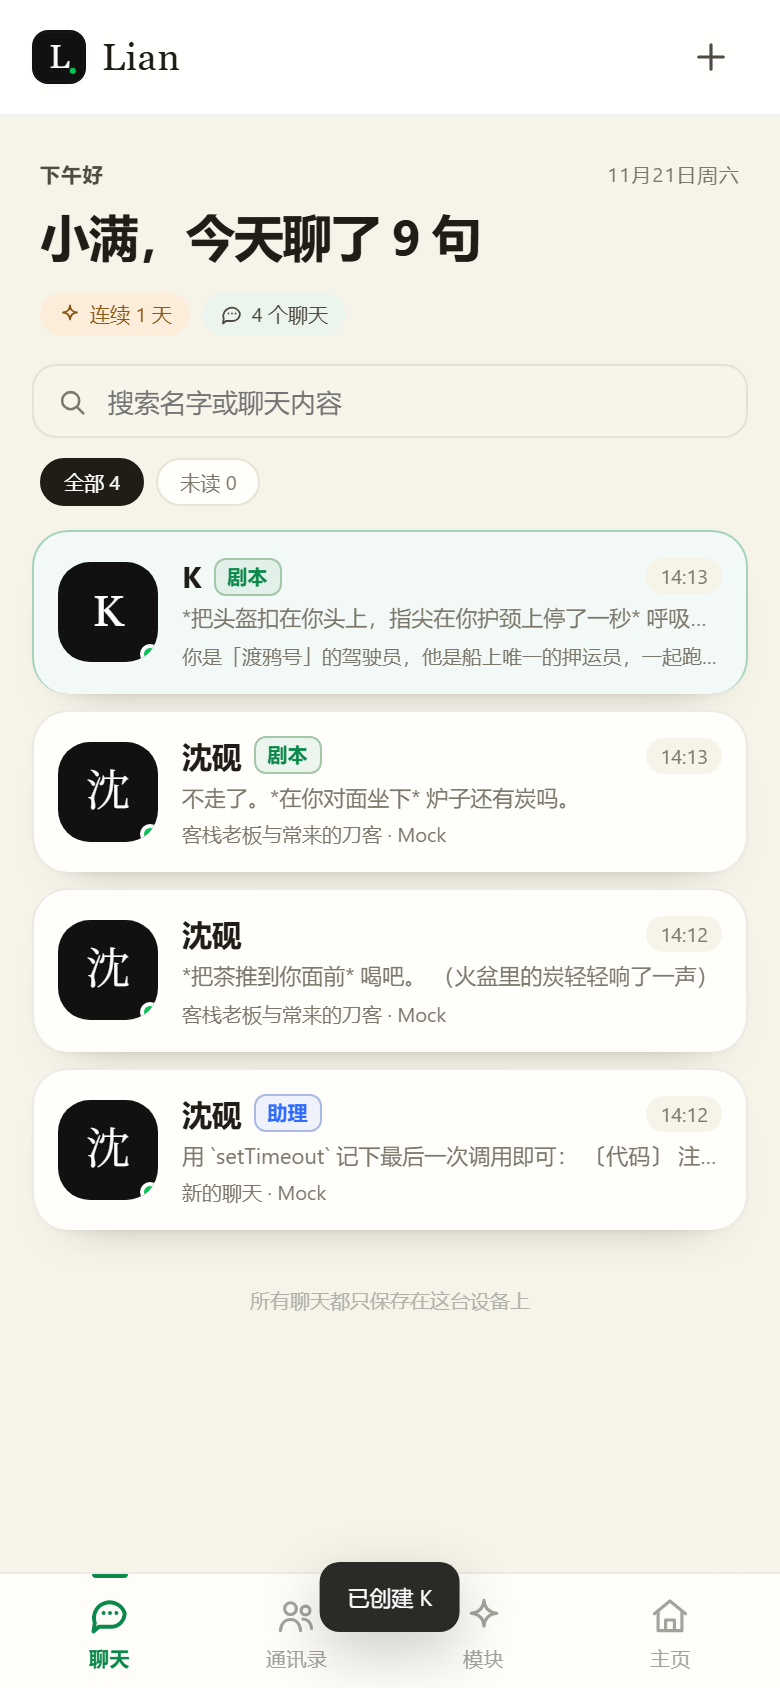 L.
Lian
下午好
11月21日周六
小满，今天聊了 9 句
连续 1 天
4 个聊天
搜索名字或聊天内容
全部 4
未读 0
K
K
剧本
14:13
*把头盔扣在你头上，指尖在你护颈上停了一秒* 呼吸...
你是「渡鸦号」的驾驶员，他是船上唯一的押运员，一起跑...
沈
沈砚
剧本
14:13
不走了。*在你对面坐下* 炉子还有炭吗。
客栈老板与常来的刀客 · Mock
沈
沈砚
14:12
*把茶推到你面前* 喝吧。 （火盆里的炭轻轻响了一声）
客栈老板与常来的刀客 · Mock
沈
沈砚
助理
14:12
用 `setTimeout` 记下最后一次调用即可： 〔代码〕 注...
新的聊天 · Mock
所有聊天都只保存在这台设备上
已创建 K
聊天
通讯录
模块
主页